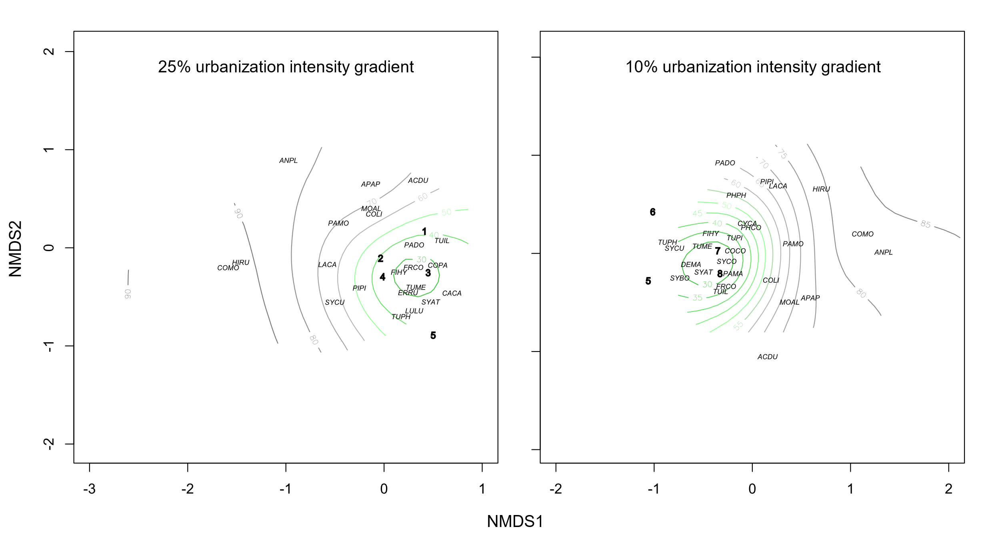 25% urbanization intensity gradient
ANPL
APAP
ACDU
60
70
MOAL
COLI
50
90
PAMO
1
40
TUIL
PADO
2
30
HIRU
COMO
LACA
FRCO
COPA
FIHY
3
4
PIPI
TUME
ERRU
CACA
96
SYCU
SYAT
LULU
TUPH
5
80
2
1
0
-1
-2
-3
-2
-1
0
1
NMDS2
10% urbanization intensity gradient
75
PADO
70
PIPI
60
65
LACA
HIRU
PHPH
50
6
45
40
CYCA
PHCO
85
FIHY
COMO
TUPI
TUPH
PAMO
SYCU
TUME
7
COCO
ANPL
SYCO
DEMA
SYAT
8
PAMA
SYBO
5
COLI
30
FRCO
TUIL
80
35
APAP
MOAL
55
ACDU
-2
-1
0
1
2
NMDS1